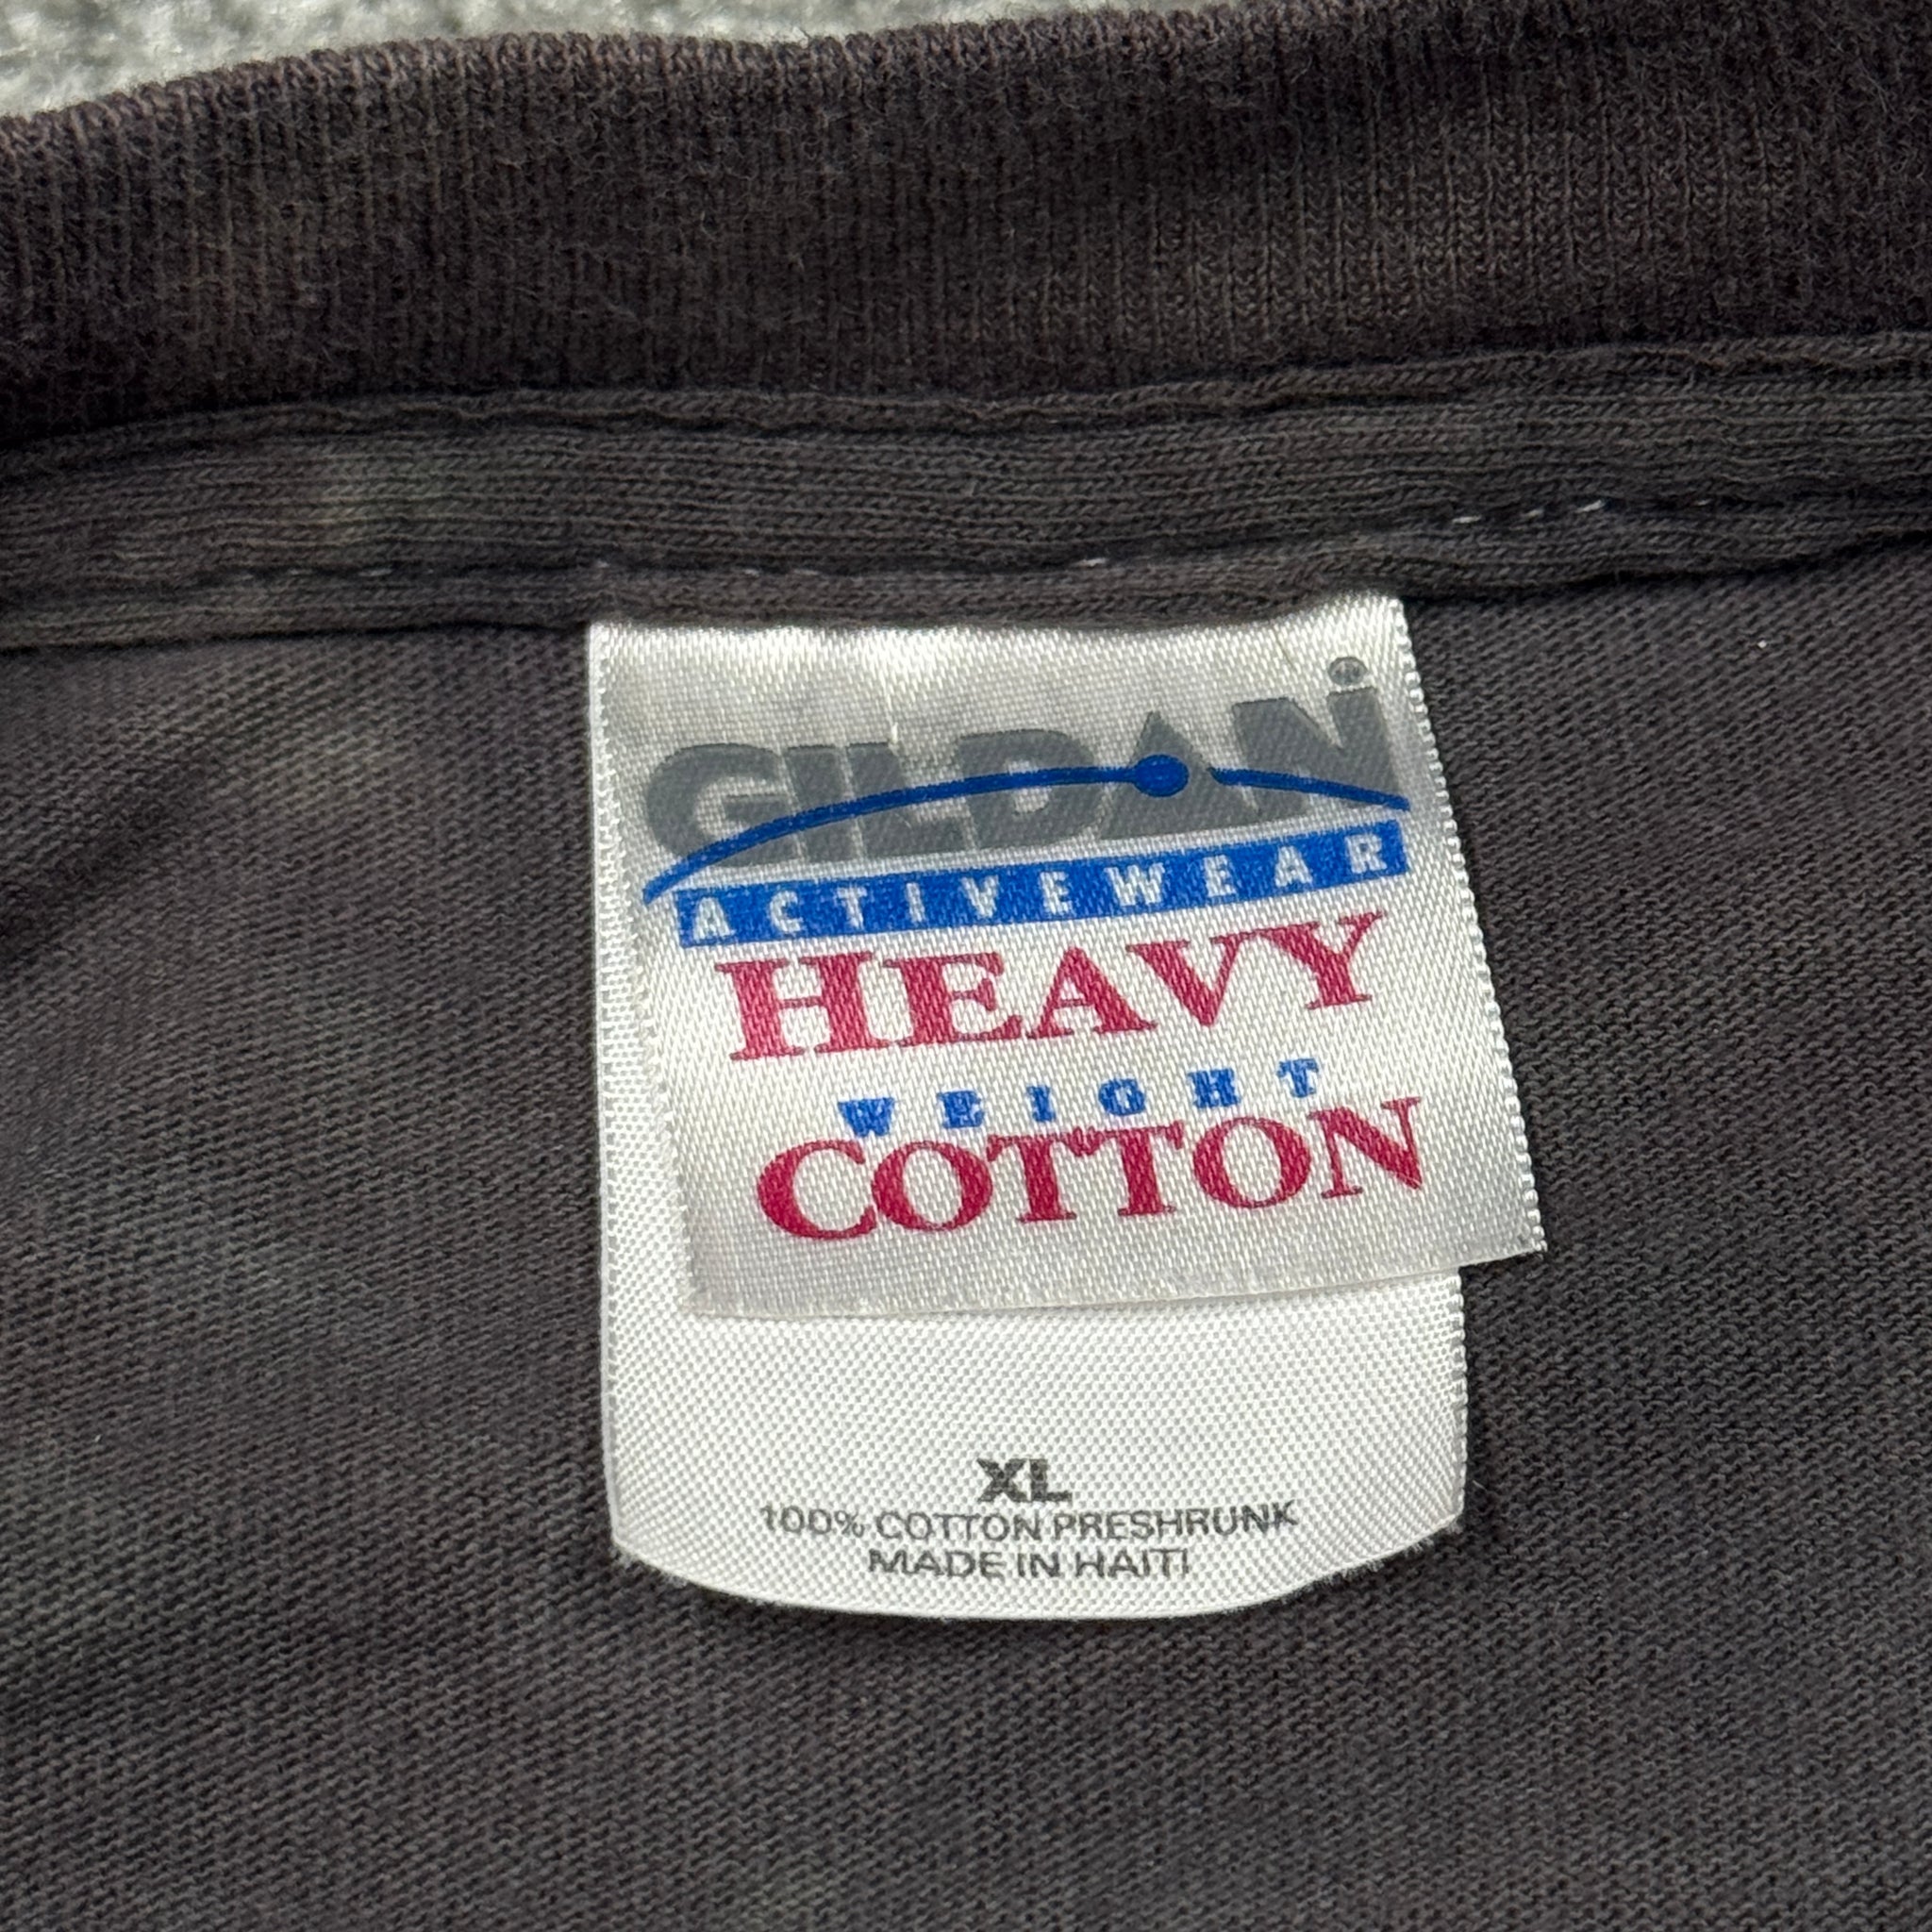 GILDAN
ACTIVEWEAR
HEAVY
WEIGHT
COTTON
XL
100% COTTON PRESHRUNK
MADE IN HAITI